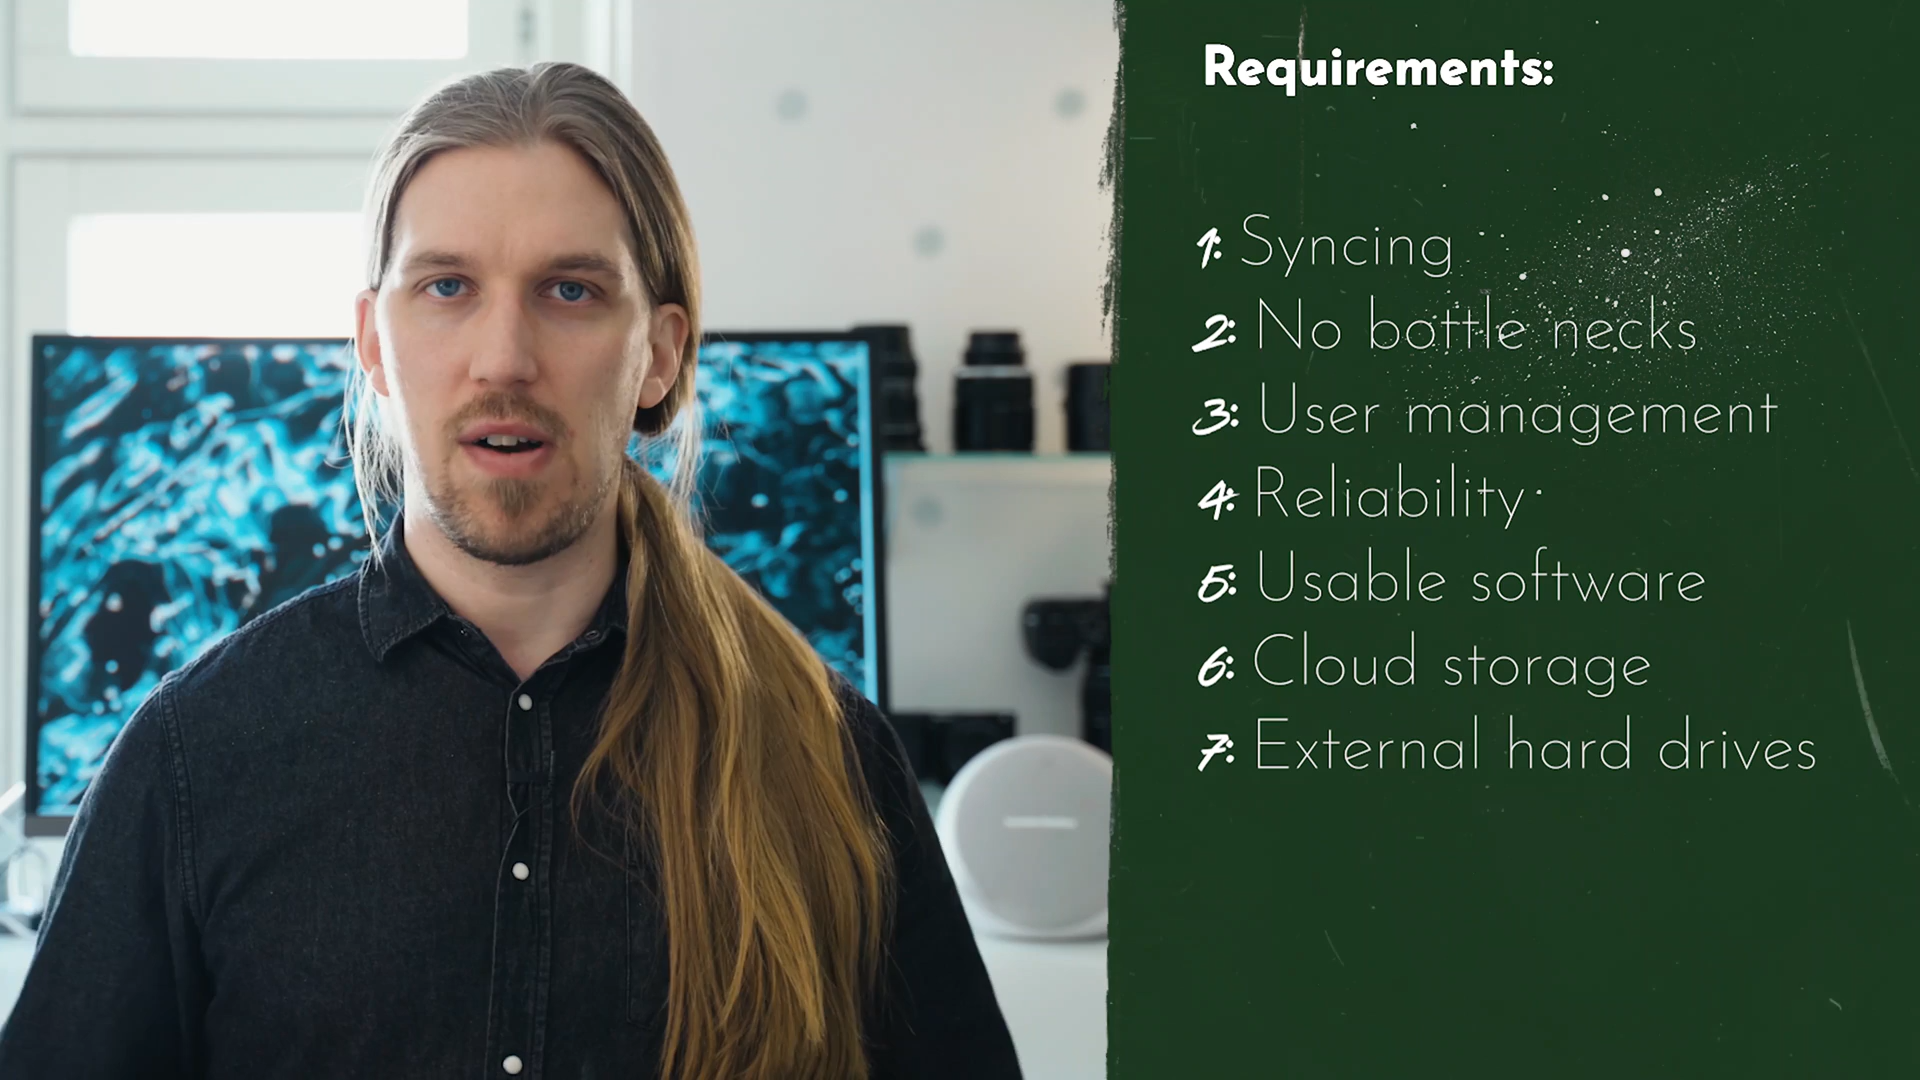 Requirements:
1: Syncing
2: No bottle necks
3: User management
4: Reliability
5: Usable software
6: Cloud storage
7: External hard drives